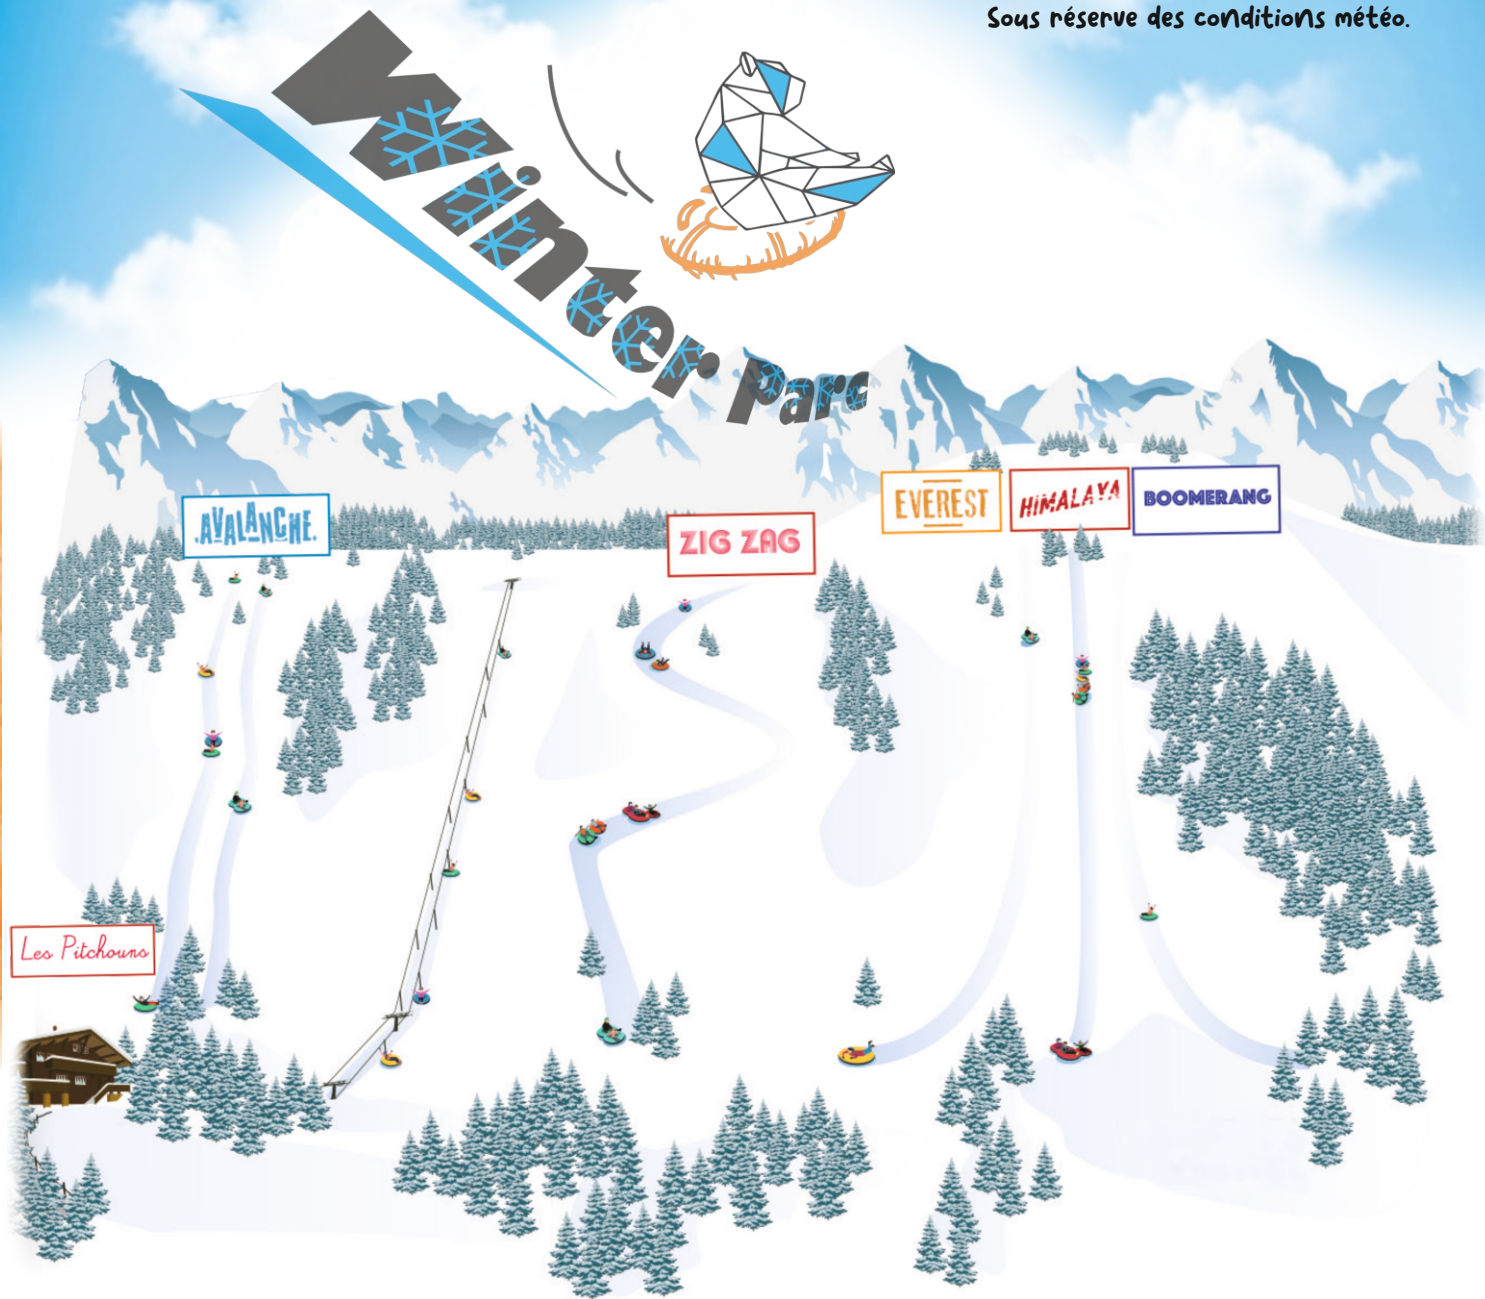 Sous réserve des conditions météo.
Winter Parc
AVALANCHE
ZIG ZAG
EVEREST
HIMALAYA
BOOMERANG
Les Pitchouns